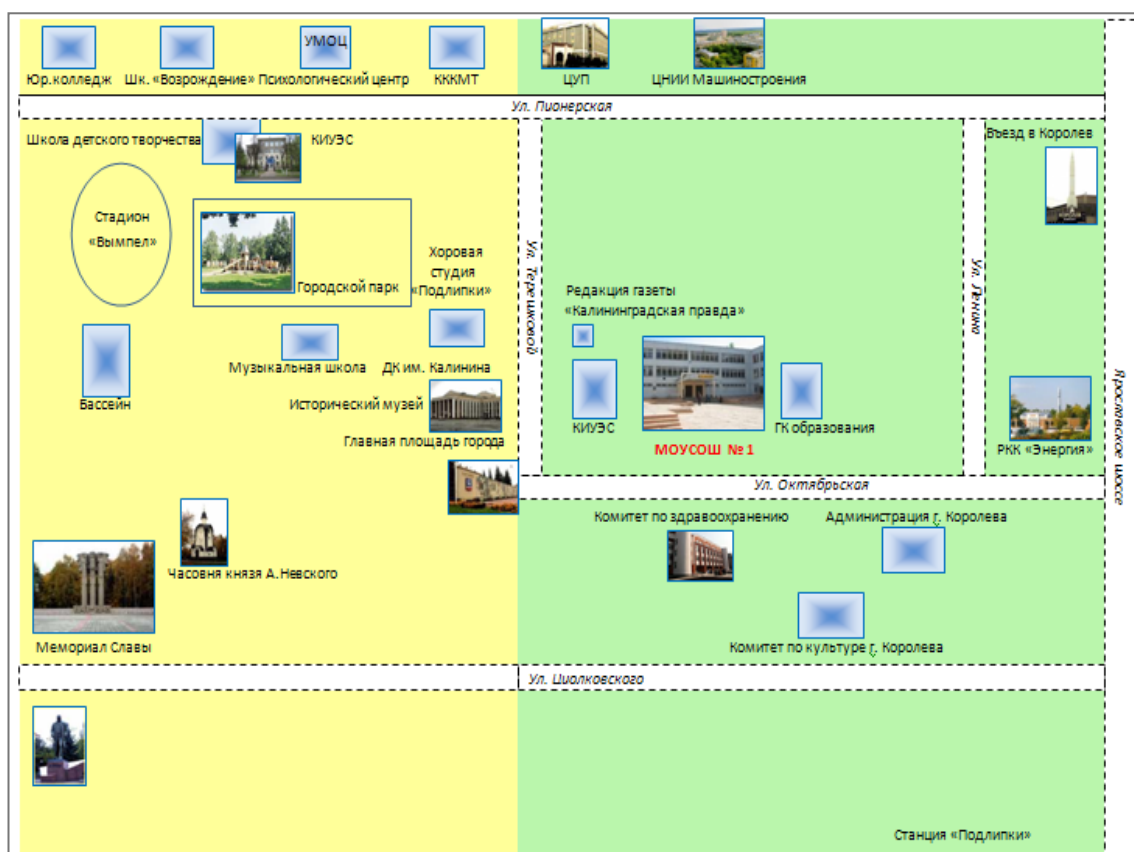 УМОЦ
Юр.колледж
Шк. «Возрождение»
Психологический центр
КККМТ
ЦУП
ЦНИИ Машиностроения
Ул. Пионерская
Школа детского творчества
КИУЭС
Въезд в Королев
Стадион
«Вымпел»
Городской парк
Хоровая
студия
«Подлипки»
Ул. Терешковой
Редакция газеты
«Калининградская правда»
Ул. Ленина
Музыкальная школа
ДК им. Калинина
Бассейн
Исторический музей
Главная площадь города
КИУЭС
МОУСОШ №1
ГК образования
РКК «Энергия»
Ярославское шоссе
Ул. Октябрьская
Комитет по здравоохранению
Администрация г. Королева
Часовня князя А.Невского
Мемориал Славы
Комитет по культуре г. Королева
Ул. Циалковского
Станция «Подлипки»